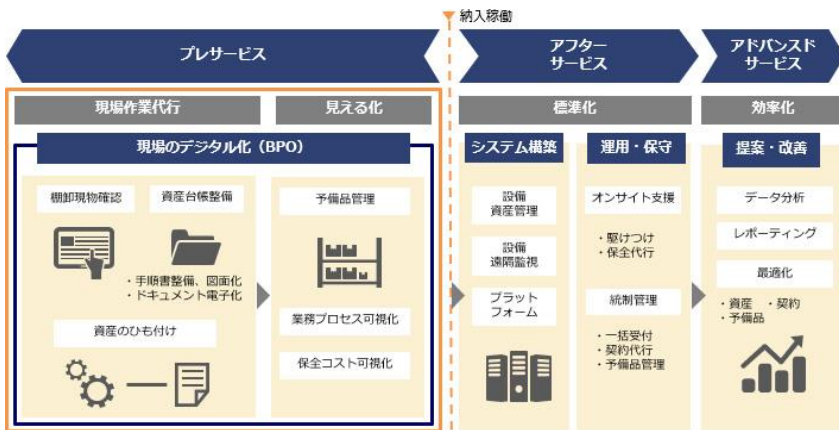 納入稼働
プレサービス
アフター
サービス
アドバンスド
サービス
現場作業代行
見える化
標準化
効率化
現場のデジタル化（BPO）
システム構築
運用・保守
提案・改善
棚卸現物確認
資産台帳整備
・手順書整備、図面化
・ドキュメント電子化
資産のひも付け
予備品管理
業務プロセス可視化
保全コスト可視化
設備
資産管理
設備
遠隔監視
プラット
フォーム
オンサイト支援
・駆けつけ
・保全代行
統制管理
・一括受付
・契約代行
・予備品管理
データ分析
レポーティング
最適化
・資産 ・契約
・予備品